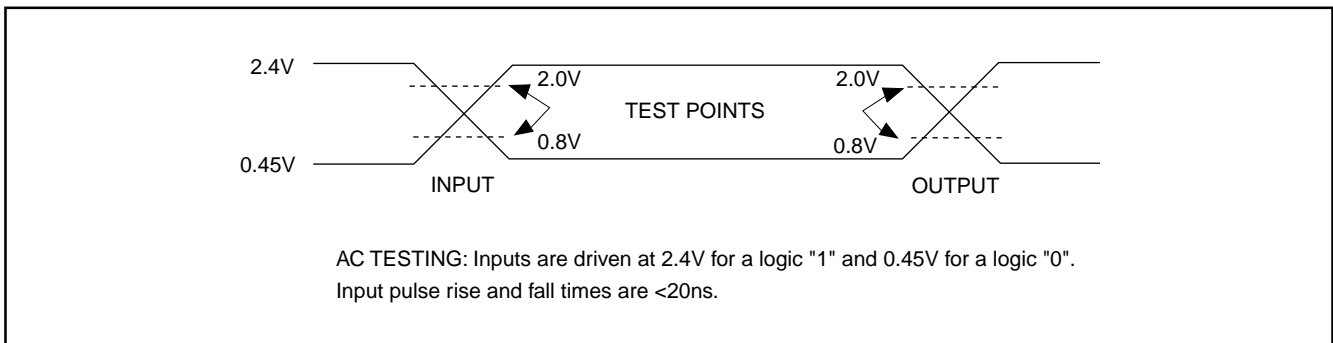 2.4V
2.0V
2.0V
TEST POINTS
0.8V
0.8V
0.45V
INPUT
OUTPUT
AC TESTING: Inputs are driven at 2.4V for a logic "1" and 0.45V for a logic "0".
Input pulse rise and fall times are <20ns.